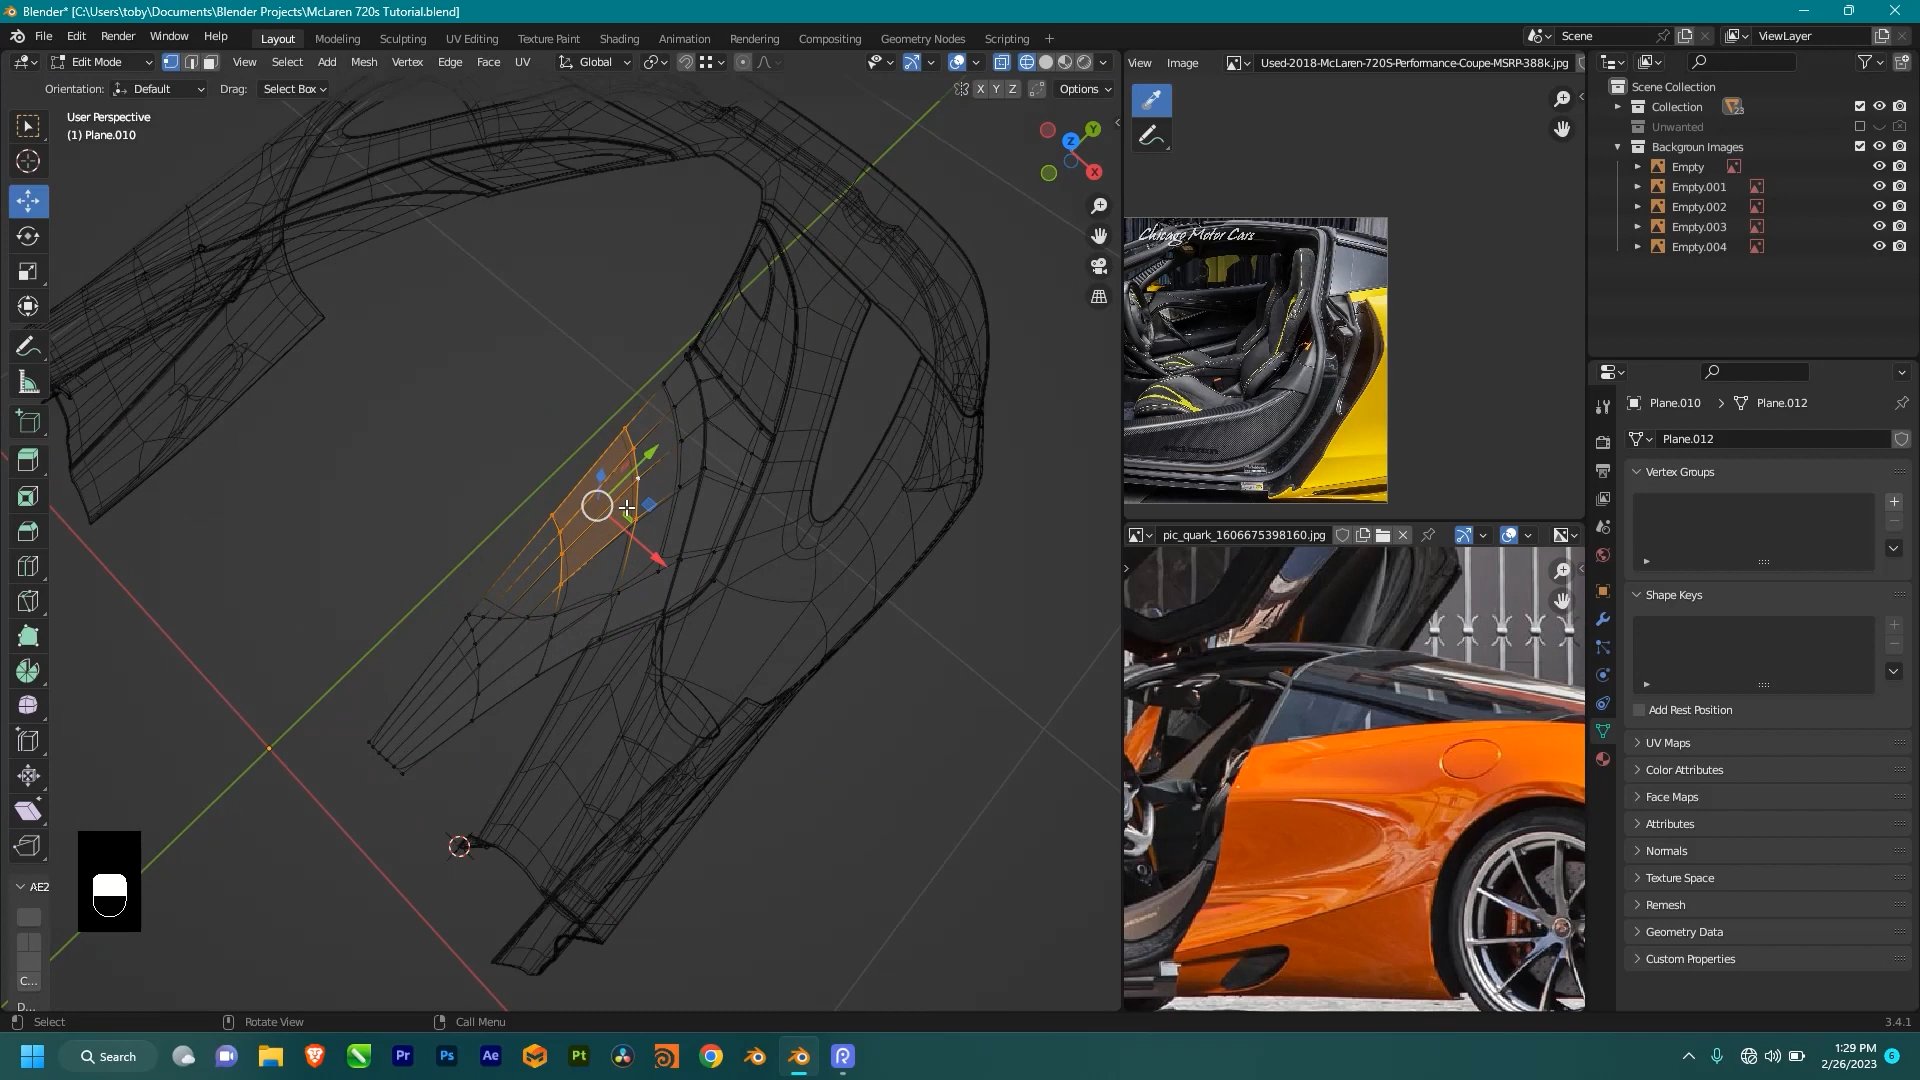 Blender* [C:\Users\toby\Documents\Blender Projects\McLaren 720s Tutorial.blend]
File Edit Render Window Help Layout Modeling Sculpting UV Editing Texture Paint Shading Animation Rendering Compositing Geometry Nodes Scripting Scene ViewLayer
Edit Mode View Select Add Mesh Vertex Edge Face UV Global View Image Used-2018-McLaren-720S-Performance-Coupe-MSRP-388k.jpg
Orientation: Default Drag: Select Box X Y Z Options
User Perspective
(1) Plane.010
Z Y X
Chicago Motor Cars
Scene Collection
Collection 23
Unwanted
Backgroun Images
Empty
Empty.001
Empty.002
Empty.003
Empty.004
Plane.010 Plane.012
Plane.012
Vertex Groups
Shape Keys
Add Rest Position
UV Maps
Color Attributes
Face Maps
Attributes
Normals
Texture Space
Remesh
Geometry Data
Custom Properties
pic_quark_1606675398160.jpg
AE2
C...
D...
Select Rotate View Call Menu 3.4.1
Search Pr Ps Ae Pt 1:29 PM
2/26/2023 6